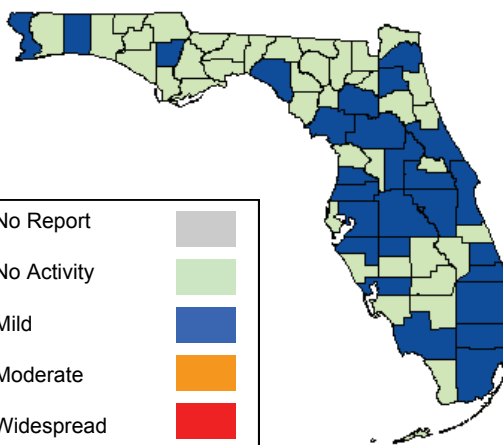 No Report
No Activity
Mild
Moderate
Widespread